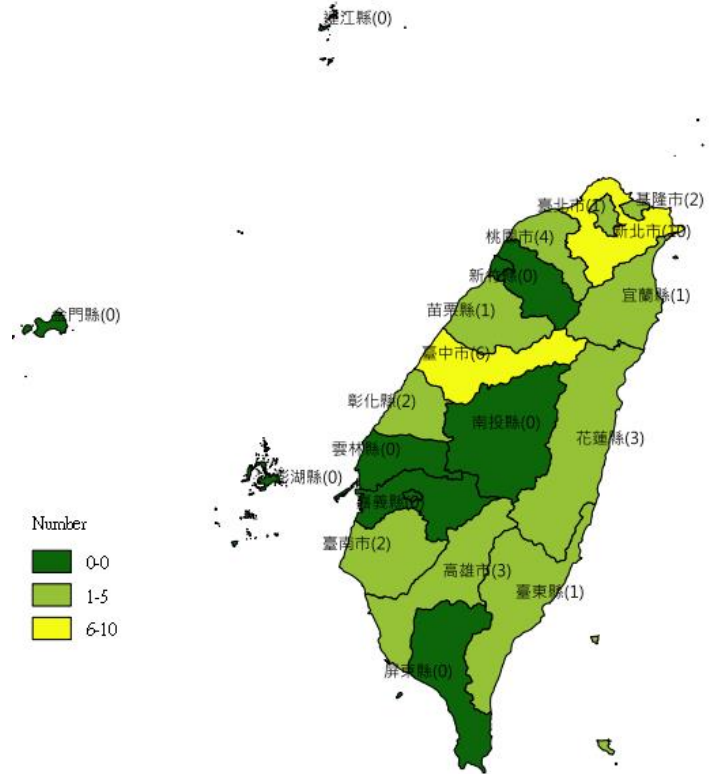 連江縣(0)
臺北市(1)
基隆市(2)
新北市(10)
桃園市(4)
新竹縣(0)
宜蘭縣(1)
苗栗縣(1)
金門縣(0)
臺中市(6)
彰化縣(2)
南投縣(0)
花蓮縣(3)
雲林縣(0)
澎湖縣(0)
嘉義縣(0)
臺南市(2)
高雄市(3)
臺東縣(1)
屏東縣(0)
Number
0-0
1-5
6-10